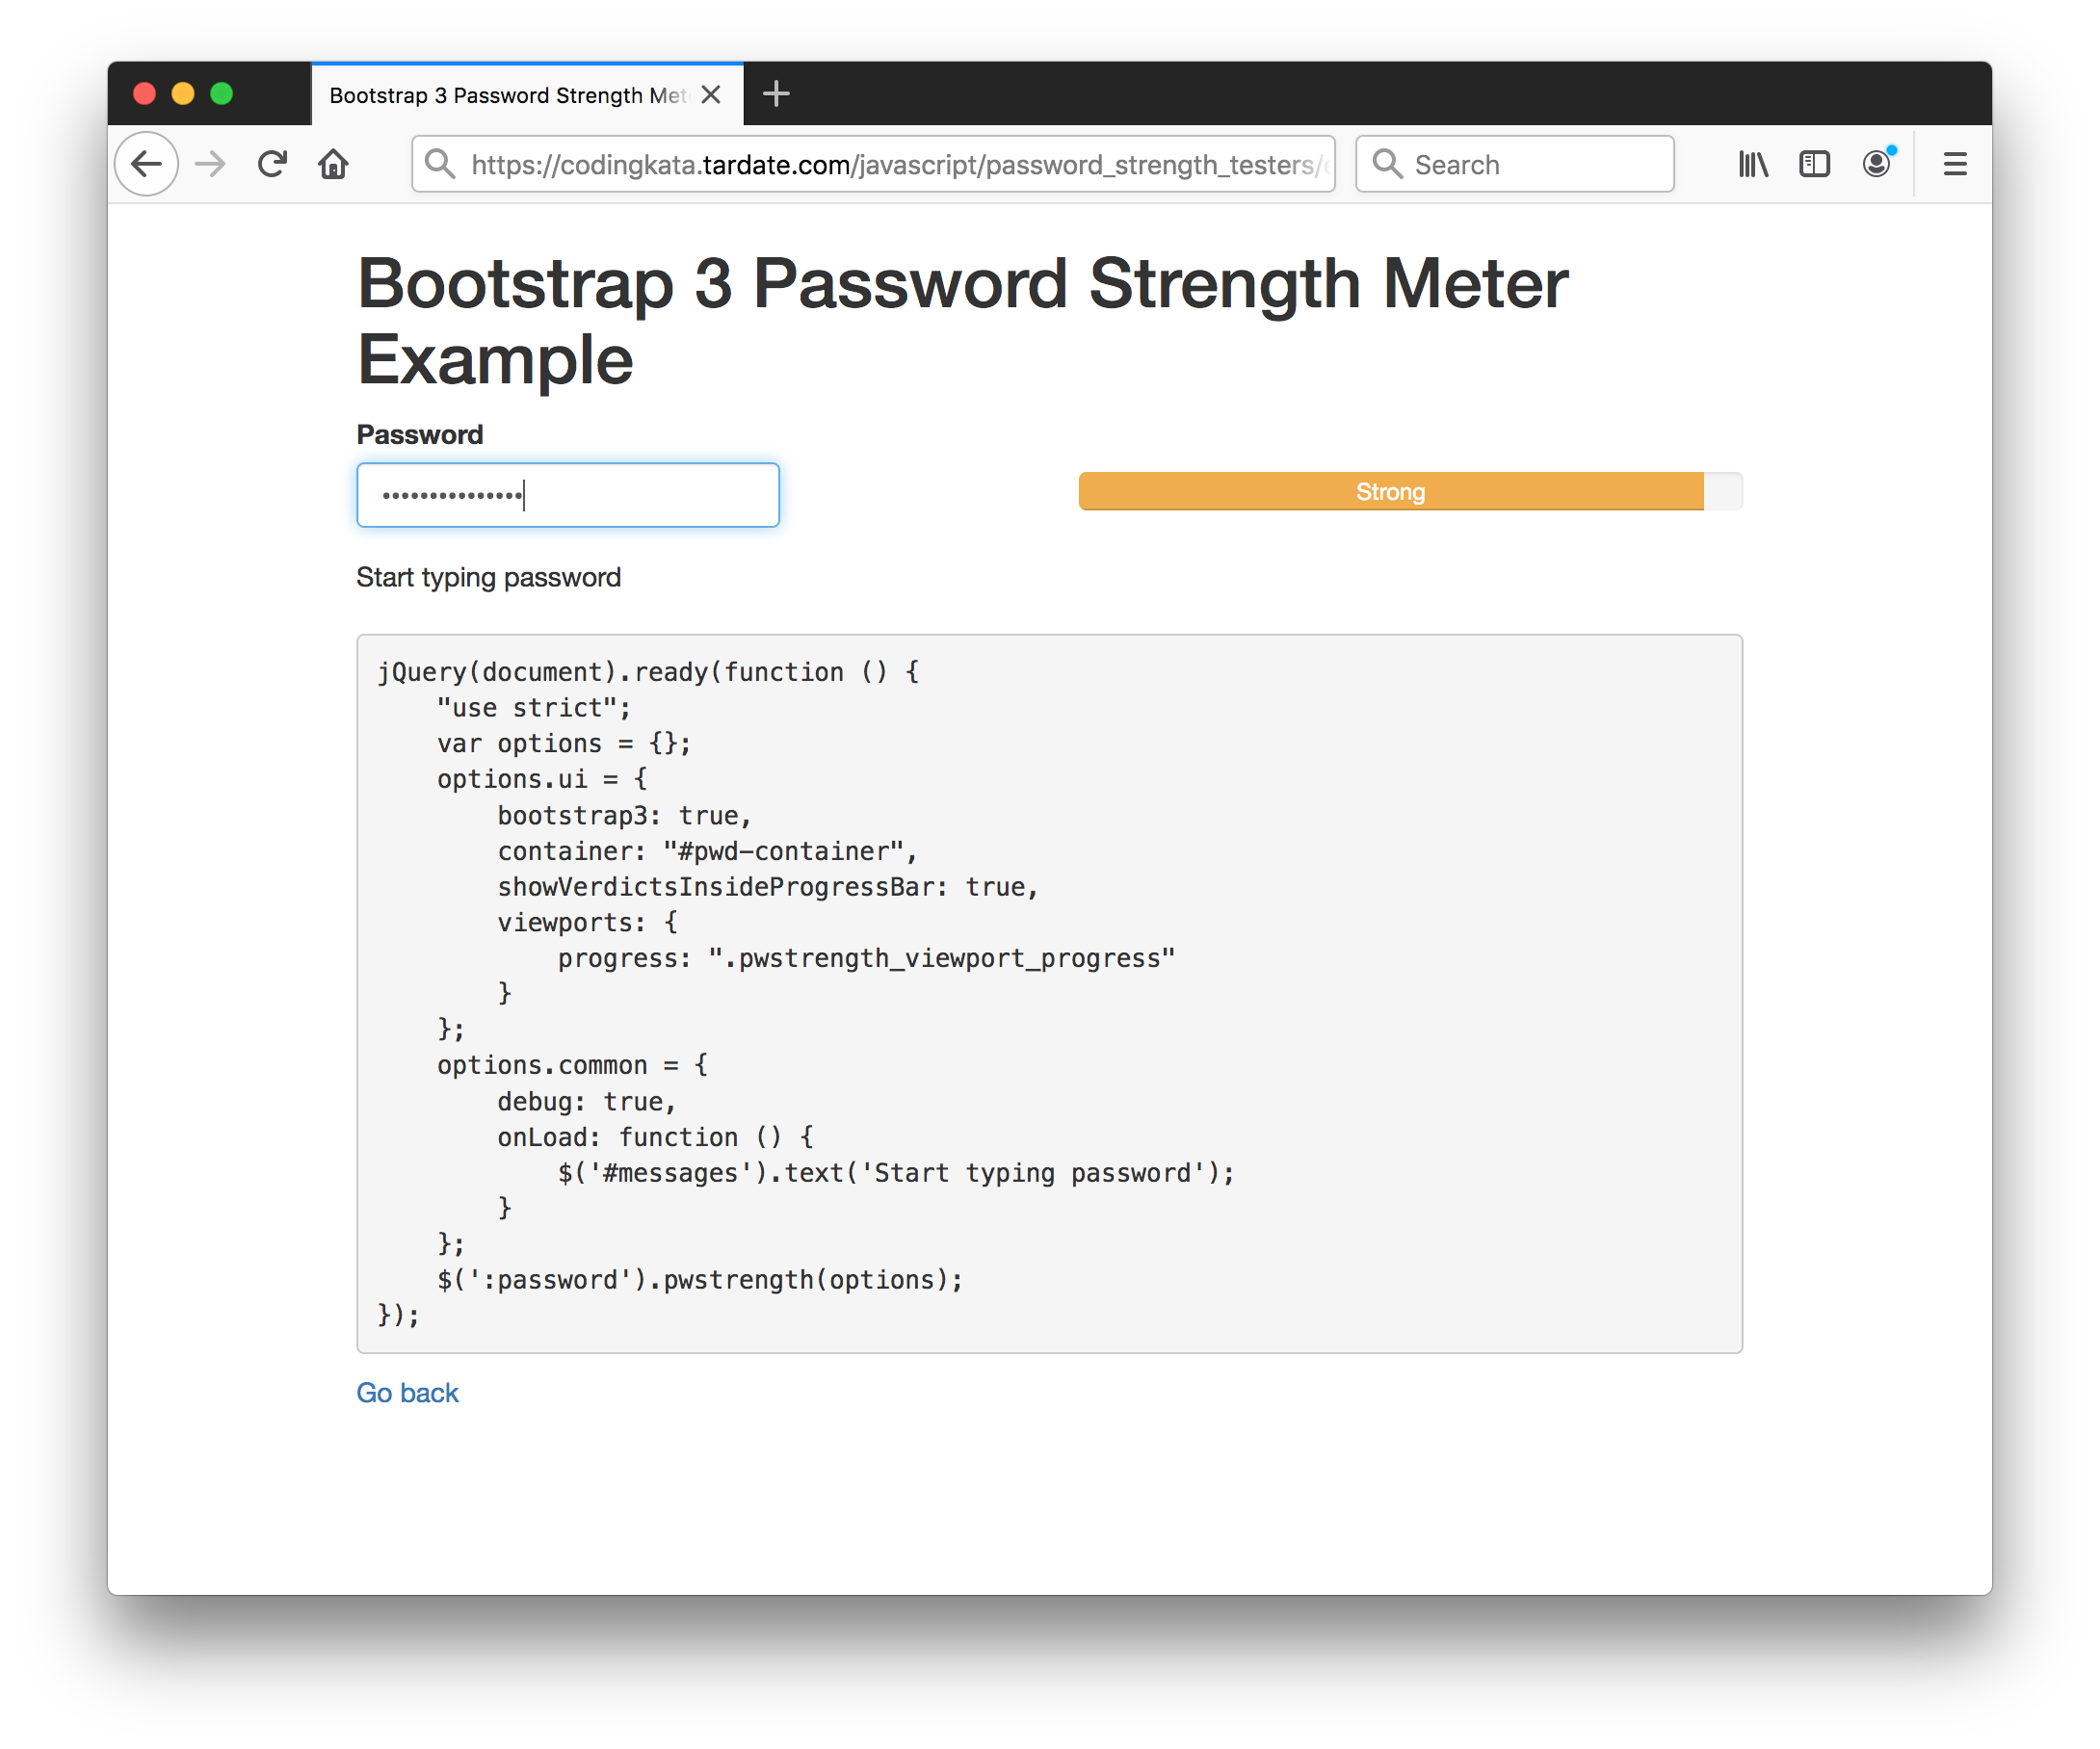 Bootstrap 3 Password Strength Met
https://codingkata.tardate.com/javascript/password_strength_testers/
Search
Bootstrap 3 Password Strength Meter
Example
Password
•••••••••••••••
Strong
Start typing password
jQuery(document).ready(function () {
    "use strict";
    var options = {};
    options.ui = {
        bootstrap3: true,
        container: "#pwd-container",
        showVerdictsInsideProgressBar: true,
        viewports: {
            progress: ".pwstrength_viewport_progress"
        }
    };
    options.common = {
        debug: true,
        onLoad: function () {
            $('#messages').text('Start typing password');
        }
    };
    $(':password').pwstrength(options);
});
Go back